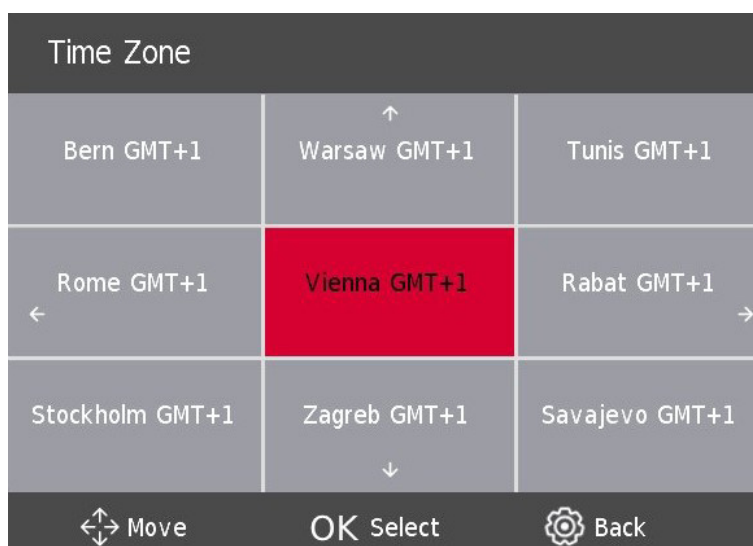 Time Zone
Bern GMT+1
Warsaw GMT+1
Tunis GMT+1
Rome GMT+1
Vienna GMT+1
Rabat GMT+1
Stockholm GMT+1
Zagreb GMT+1
Savajevo GMT+1
Move
OK Select
Back